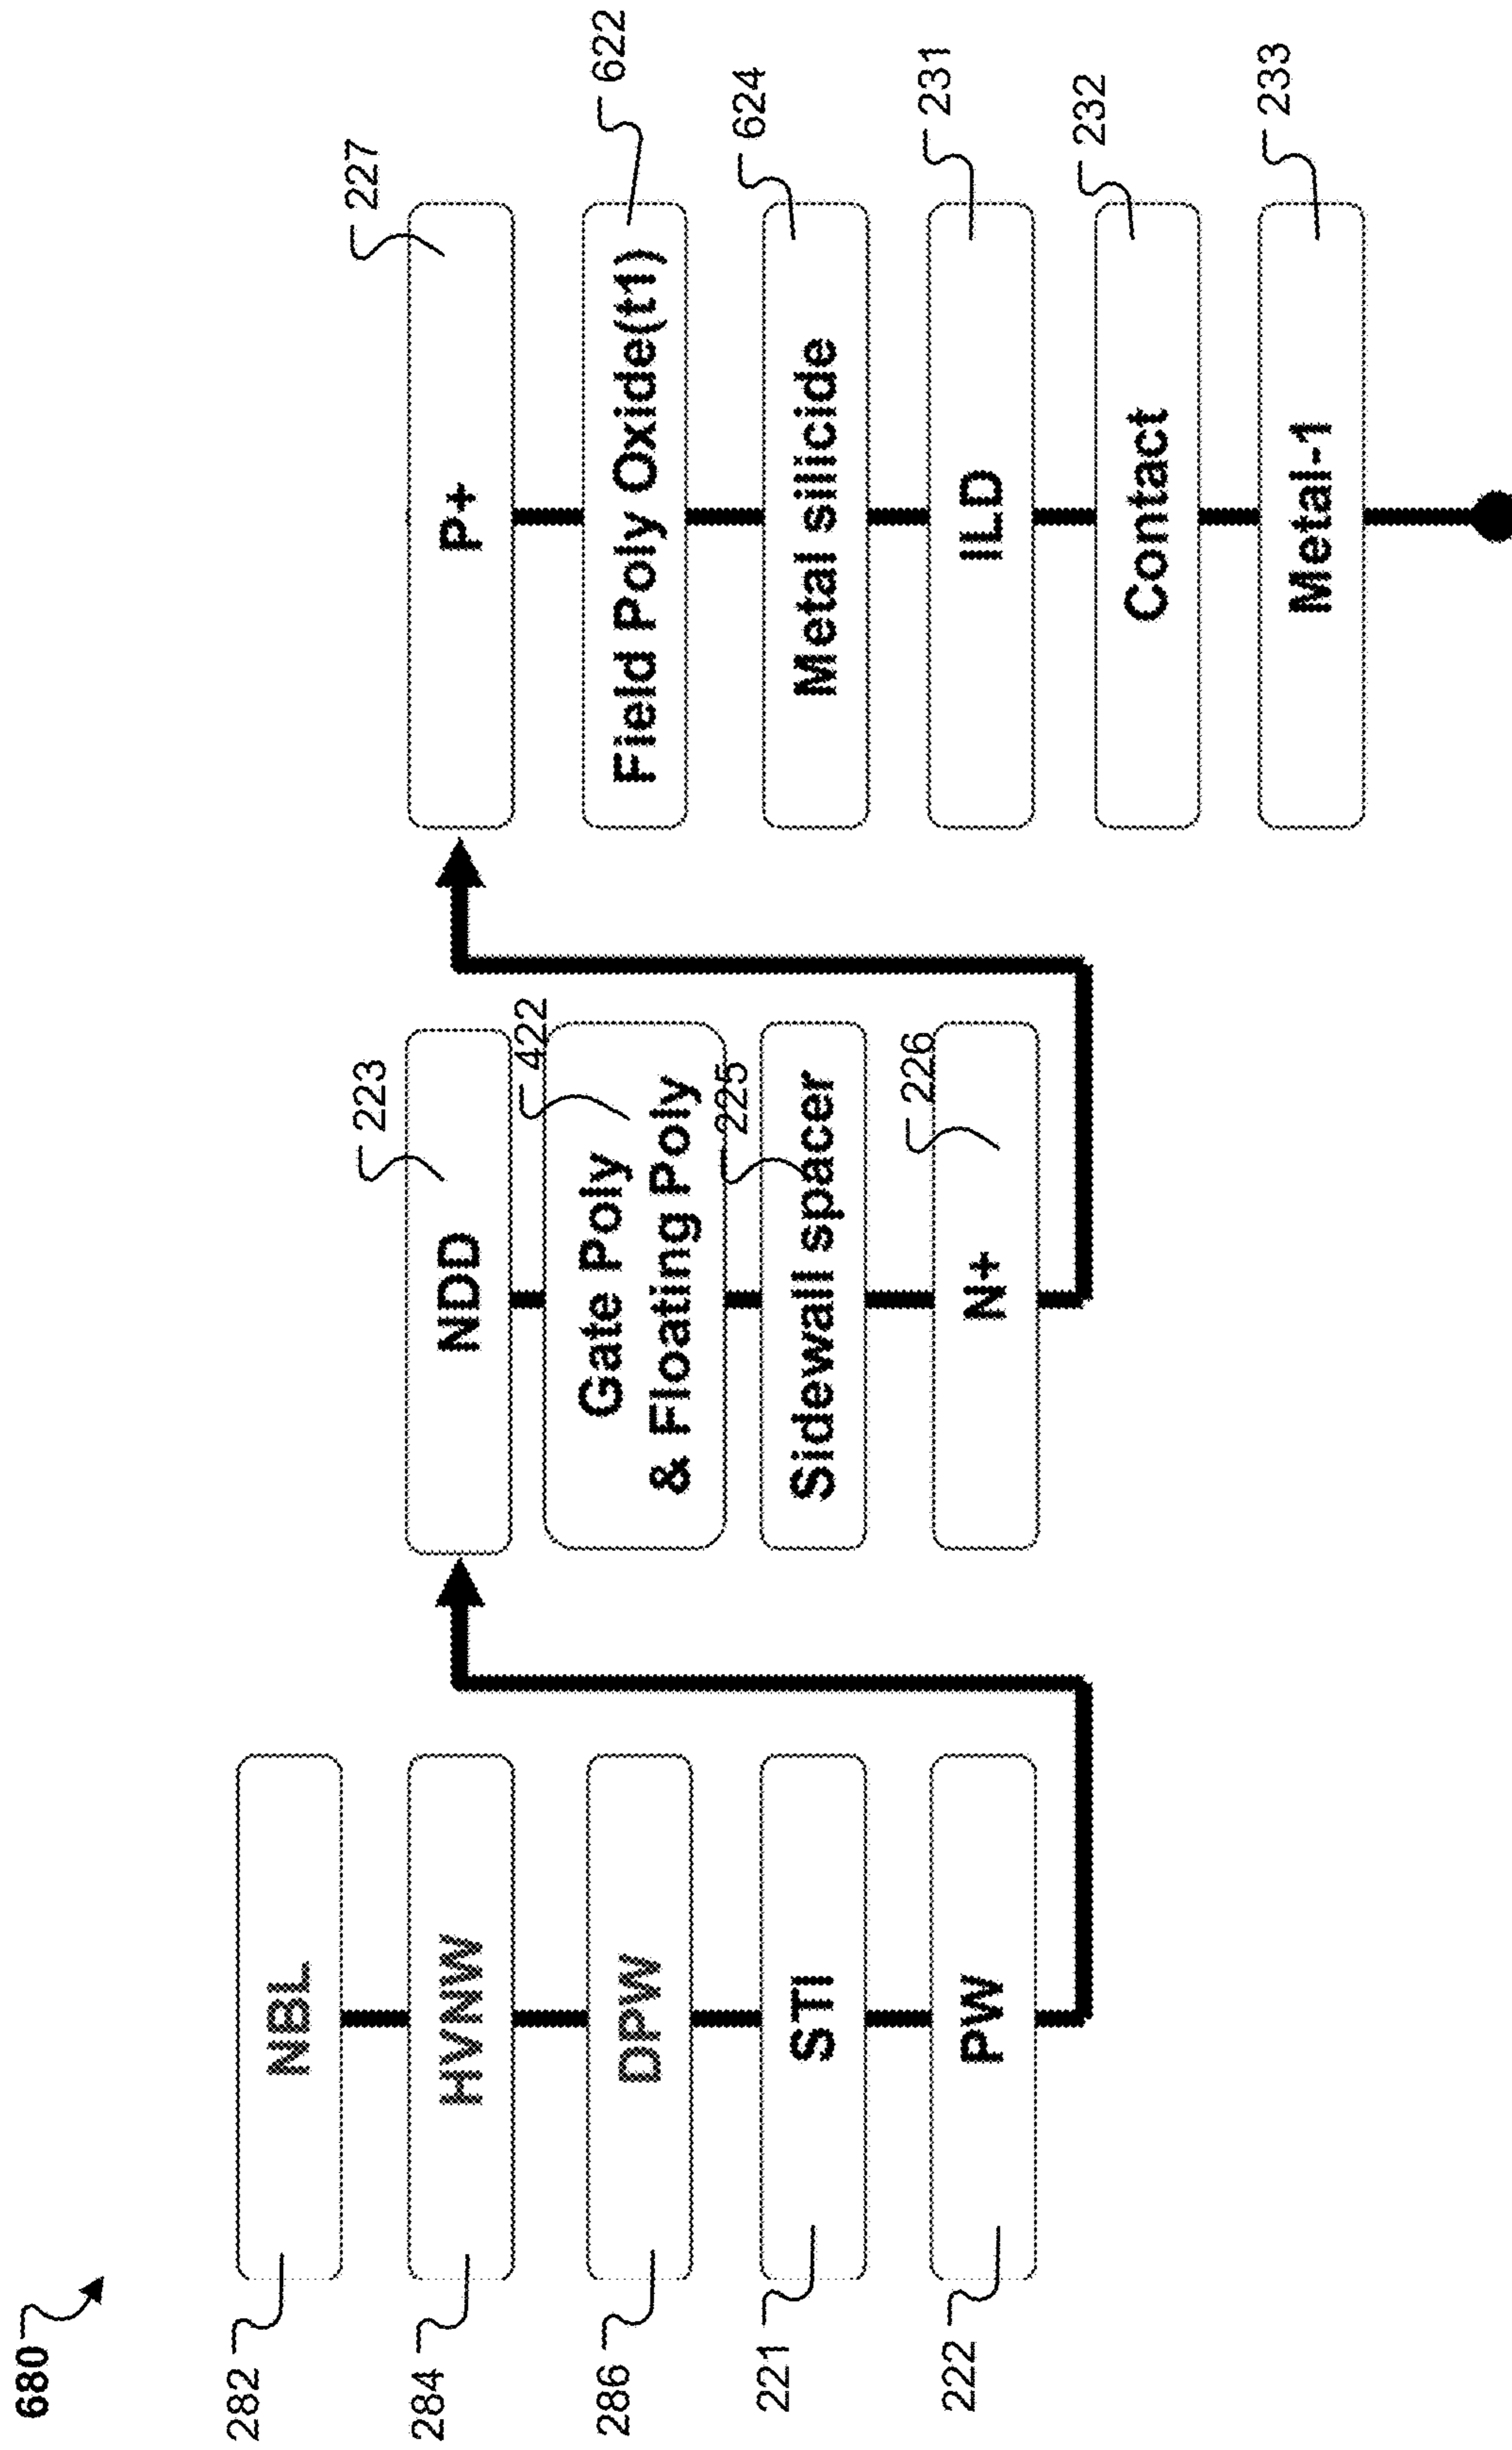 680
282
NBL
284
HVNW
286
DPW
221
STI
222
PW
223
NDD
422
Gate Poly
& Floating Poly
225
Sidewall spacer
226
N+
227
P+
622
Field Poly Oxide(t1)
624
Metal silicide
231
ILD
232
Contact
233
Metal-1